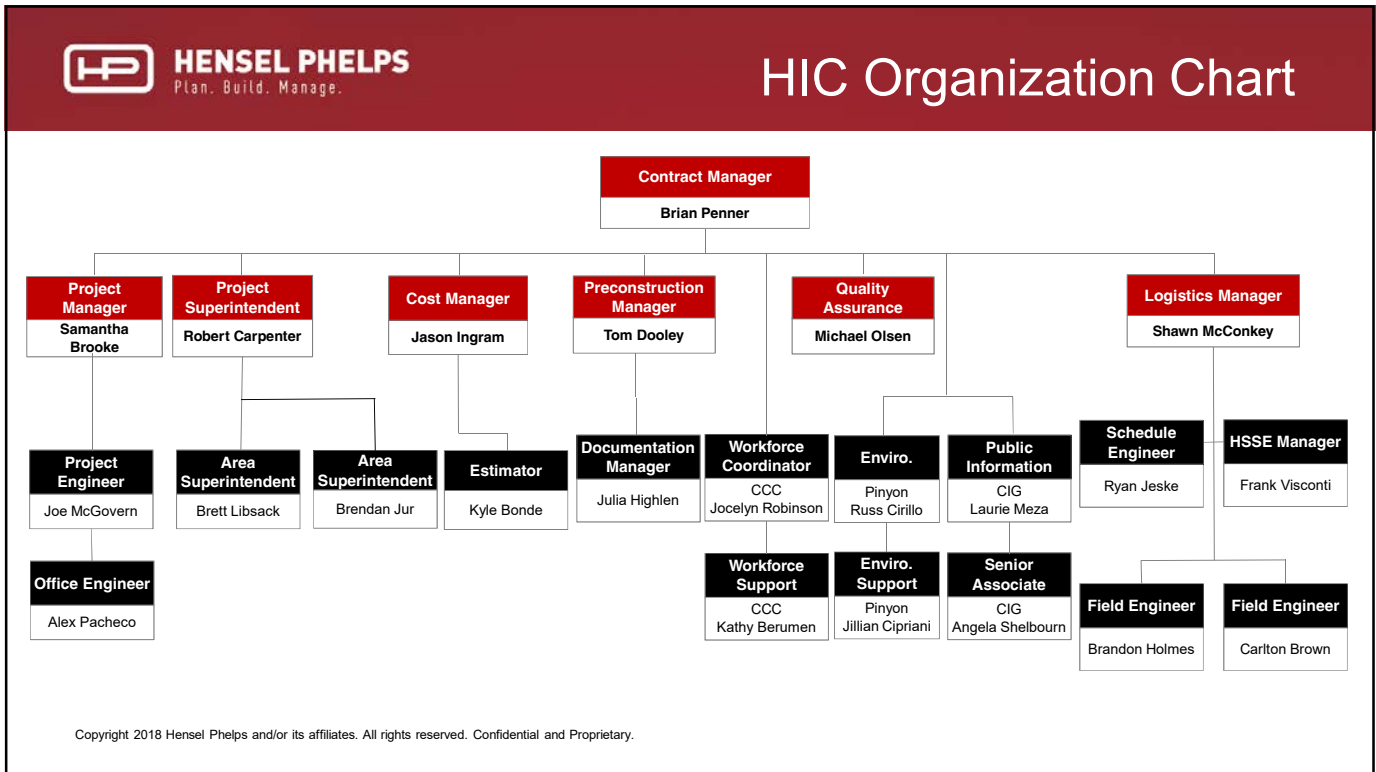 HP
HENSEL PHELPS
Plan. Build. Manage.
HIC Organization Chart
Contract Manager
Brian Penner
Project
Manager
Samantha
Brooke
Project
Superintendent
Robert Carpenter
Cost Manager
Jason Ingram
Preconstruction
Manager
Tom Dooley
Quality
Assurance
Michael Olsen
Logistics Manager
Shawn McConkey
Project
Engineer
Joe McGovern
Area
Superintendent
Brett Libsack
Area
Superintendent
Brendan Jur
Estimator
Kyle Bonde
Documentation
Manager
Julia Highlen
Workforce
Coordinator
CCC
Jocelyn Robinson
Enviro.
Pinyon
Russ Cirillo
Public
Information
CIG
Laurie Meza
Schedule
Engineer
Ryan Jeske
HSSE Manager
Frank Visconti
Office Engineer
Alex Pacheco
Workforce
Support
CCC
Kathy Berumen
Enviro.
Support
Pinyon
Jillian Cipriani
Senior
Associate
CIG
Angela Shelbourn
Field Engineer
Brandon Holmes
Field Engineer
Carlton Brown
Copyright 2018 Hensel Phelps and/or its affiliates. All rights reserved. Confidential and Proprietary.